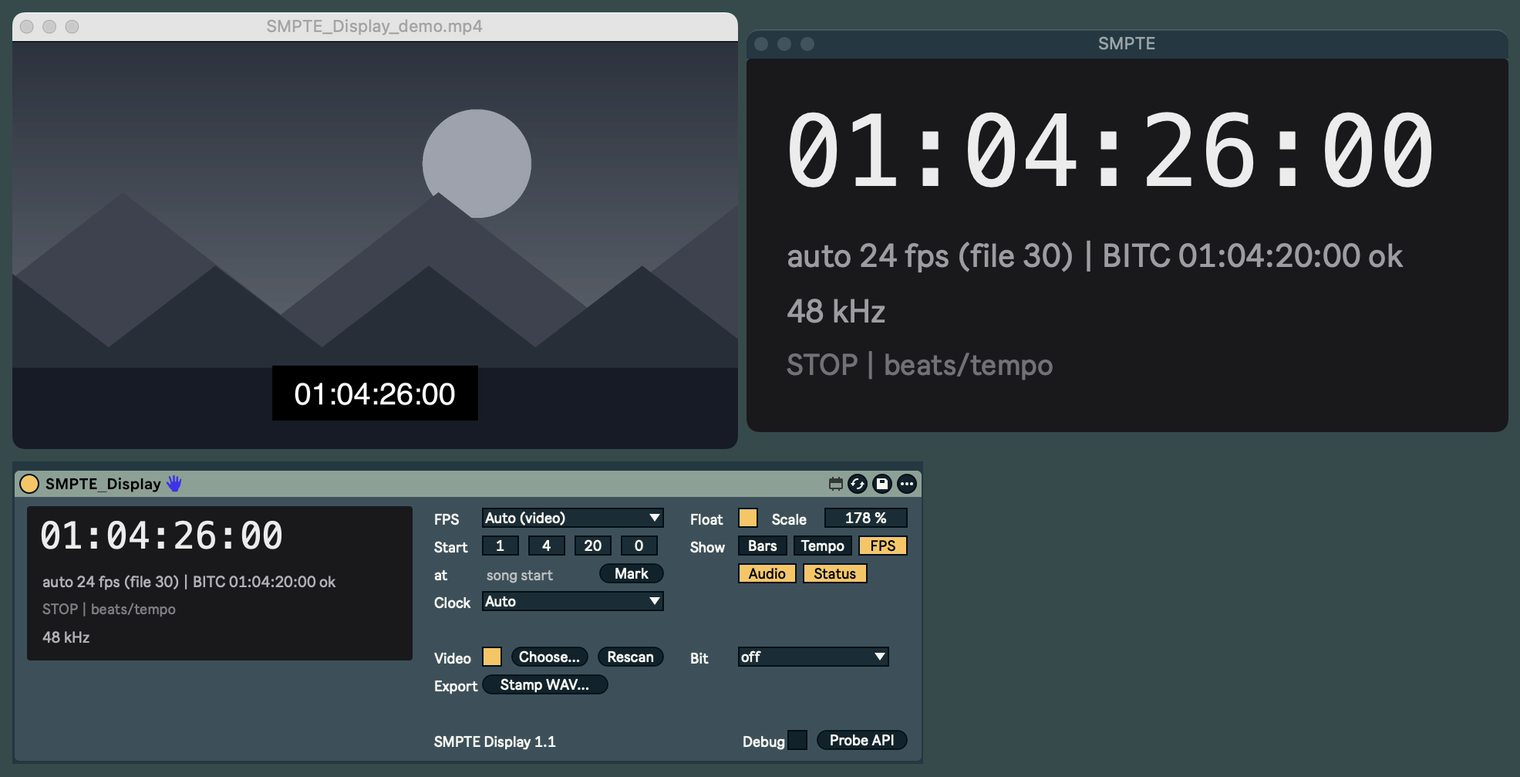 SMPTE_Display_demo.mp4
01:04:26:00
SMPTE
01:04:26:00
auto 24 fps (file 30) | BITC 01:04:20:00 ok
48 kHz
STOP | beats/tempo
SMPTE_Display
01:04:26:00
auto 24 fps (file 30) | BITC 01:04:20:00 ok
STOP | beats/tempo
48 kHz
FPS Auto (video)
Start 1 4 20 0
at song start Mark
Clock Auto
Video Choose... Rescan
Export Stamp WAV...
SMPTE Display 1.1
Float Scale 178 %
Show Bars Tempo FPS
Audio Status
Bit off
Debug Probe API